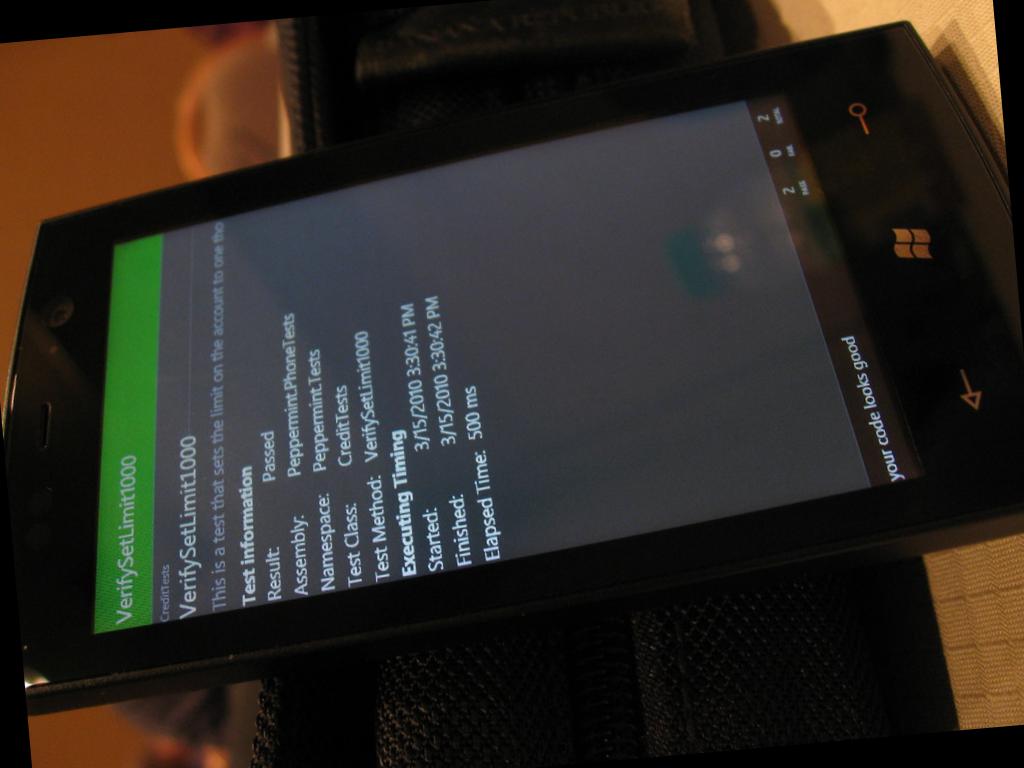 VerifySetLimit1000
CreditTests
VerifySetLimit1000
This is a test that sets the limit on the account to one tho
Test information
Result: Passed
Assembly: Peppermint.PhoneTests
Namespace: Peppermint.Tests
Test Class: CreditTests
Test Method: VerifySetLimit1000
Executing Timing
Started: 3/15/2010 3:30:41 PM
Finished: 3/15/2010 3:30:42 PM
Elapsed Time: 500 ms
your code looks good
2 0 2
PASS FAIL TOTAL